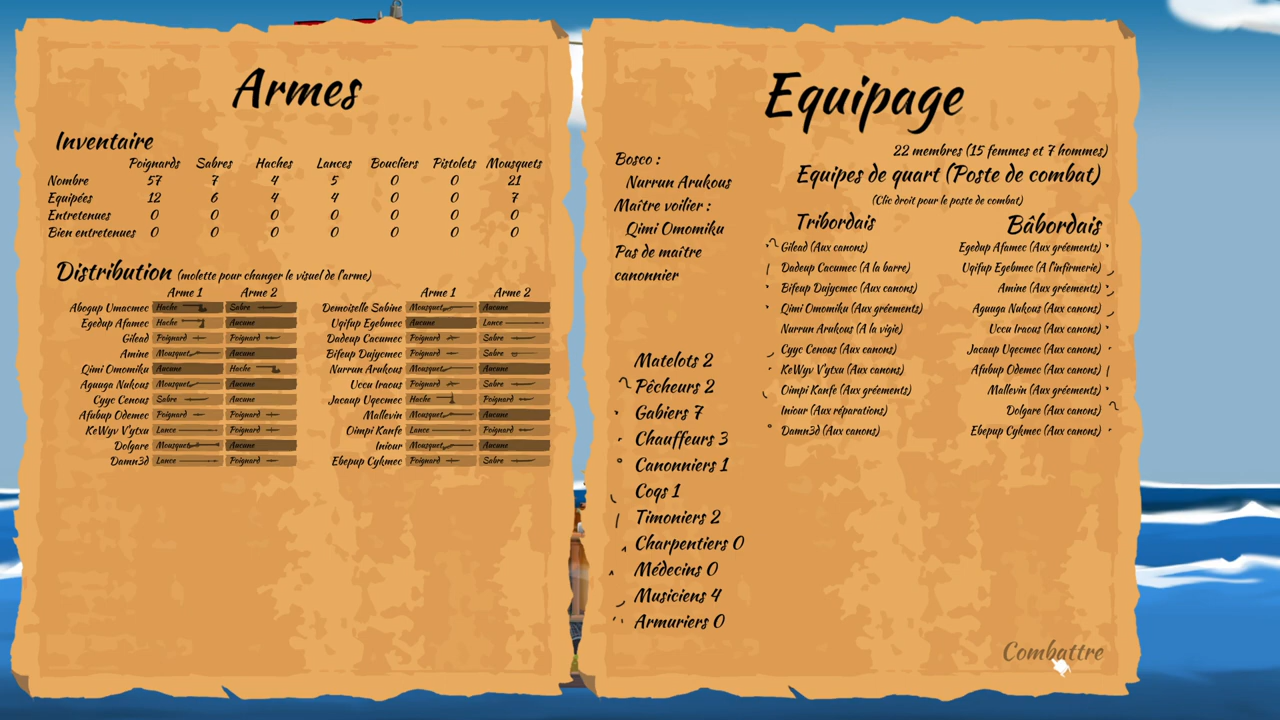 Armes
Inventaire
Poignards Sabres Haches Lances Boucliers Pistolets Mousquets
Nombre 57 7 4 5 0 0 21
Equipées 12 6 4 4 0 0 7
Entretenues 0 0 0 0 0 0 0
Bien entretenues 0 0 0 0 0 0 0
Distribution (molette pour changer le visuel de l'arme)
Arme 1 Arme 2 Arme 1 Arme 2
Abogup Umacmec Hache Sabre Demoiselle Sabine Mousquet Aucune
Egedup Afamec Hache Aucune Uqifup Egebmec Aucune Lance
Gilead Poignard Poignard Dadeup Cacumec Poignard Sabre
Amine Mousquet Aucune Bifeup Dujycmec Poignard Sabre
Qimi Omomiku Aucune Hache Nurrun Arukous Mousquet Aucune
Aguuga Nukous Mousquet Aucune Uccu Iraous Poignard Sabre
Cyyc Cenous Sabre Aucune Jacaup Uqecmec Hache Poignard
Afubup Odemec Poignard Poignard Mallevin Mousquet Aucune
KeWyv V'ytxu Lance Poignard Oimpi Kanfe Lance Poignard
Dolgare Mousquet Aucune Iniour Mousquet Aucune
Damn3d Lance Poignard Ebepup Cykmec Poignard Sabre
Equipage
22 membres (15 femmes et 7 hommes)
Equipes de quart (Poste de combat)
(Clic droit pour le poste de combat)
Bosco :
Nurrun Arukous
Maître voilier :
Qimi Omomiku
Pas de maître
canonnier
Matelots 2
Pêcheurs 2
Gabiers 7
Chauffeurs 3
Canonniers 1
Coqs 1
Timoniers 2
Charpentiers 0
Médecins 0
Musiciens 4
Armuriers 0
Tribordais
Gilead (Aux canons)
Dadeup Cacumec (A la barre)
Bifeup Dujycmec (Aux canons)
Qimi Omomiku (Aux gréements)
Nurrun Arukous (A la vigie)
Cyyc Cenous (Aux canons)
KeWyv V'ytxu (Aux canons)
Oimpi Kanfe (Aux gréements)
Iniour (Aux réparations)
Damn3d (Aux canons)
Bâbordais
Egedup Afamec (Aux gréements)
Uqifup Egebmec (A l'infirmerie)
Amine (Aux gréements)
Aguuga Nukous (Aux canons)
Uccu Iraous (Aux canons)
Jacaup Uqecmec (Aux canons)
Afubup Odemec (Aux canons)
Mallevin (Aux gréements)
Dolgare (Aux canons)
Ebepup Cykmec (Aux canons)
Combattre